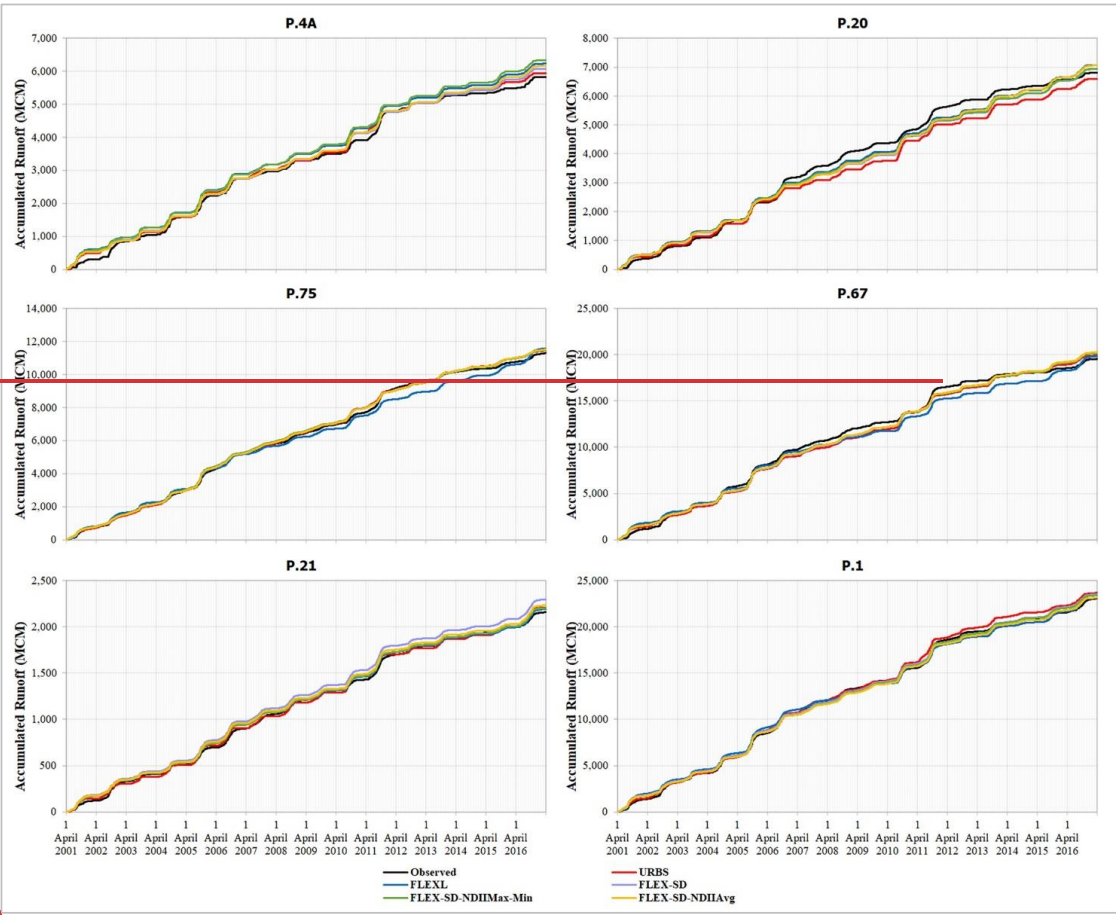 P.4A
Accumulated Runoff (MCM)
7,000
6,000
5,000
4,000
3,000
2,000
1,000
0
P.20
Accumulated Runoff (MCM)
8,000
7,000
6,000
5,000
4,000
3,000
2,000
1,000
0
P.75
Accumulated Runoff (MCM)
14,000
12,000
10,000
8,000
6,000
4,000
2,000
0
P.67
Accumulated Runoff (MCM)
25,000
20,000
15,000
10,000
5,000
0
P.21
Accumulated Runoff (MCM)
2,500
2,000
1,500
1,000
500
0
1 1 1 1 1 1 1 1 1 1 1 1 1 1 1 1
April April April April April April April April April April April April April April April April
2001 2002 2003 2004 2005 2006 2007 2008 2009 2010 2011 2012 2013 2014 2015 2016
P.1
Accumulated Runoff (MCM)
25,000
20,000
15,000
10,000
5,000
0
1 1 1 1 1 1 1 1 1 1 1 1 1 1 1 1
April April April April April April April April April April April April April April April April
2001 2002 2003 2004 2005 2006 2007 2008 2009 2010 2011 2012 2013 2014 2015 2016
Observed URBS
FLEXL FLEX-SD
FLEX-SD-NDIIMax-Min FLEX-SD-NDIIAvg